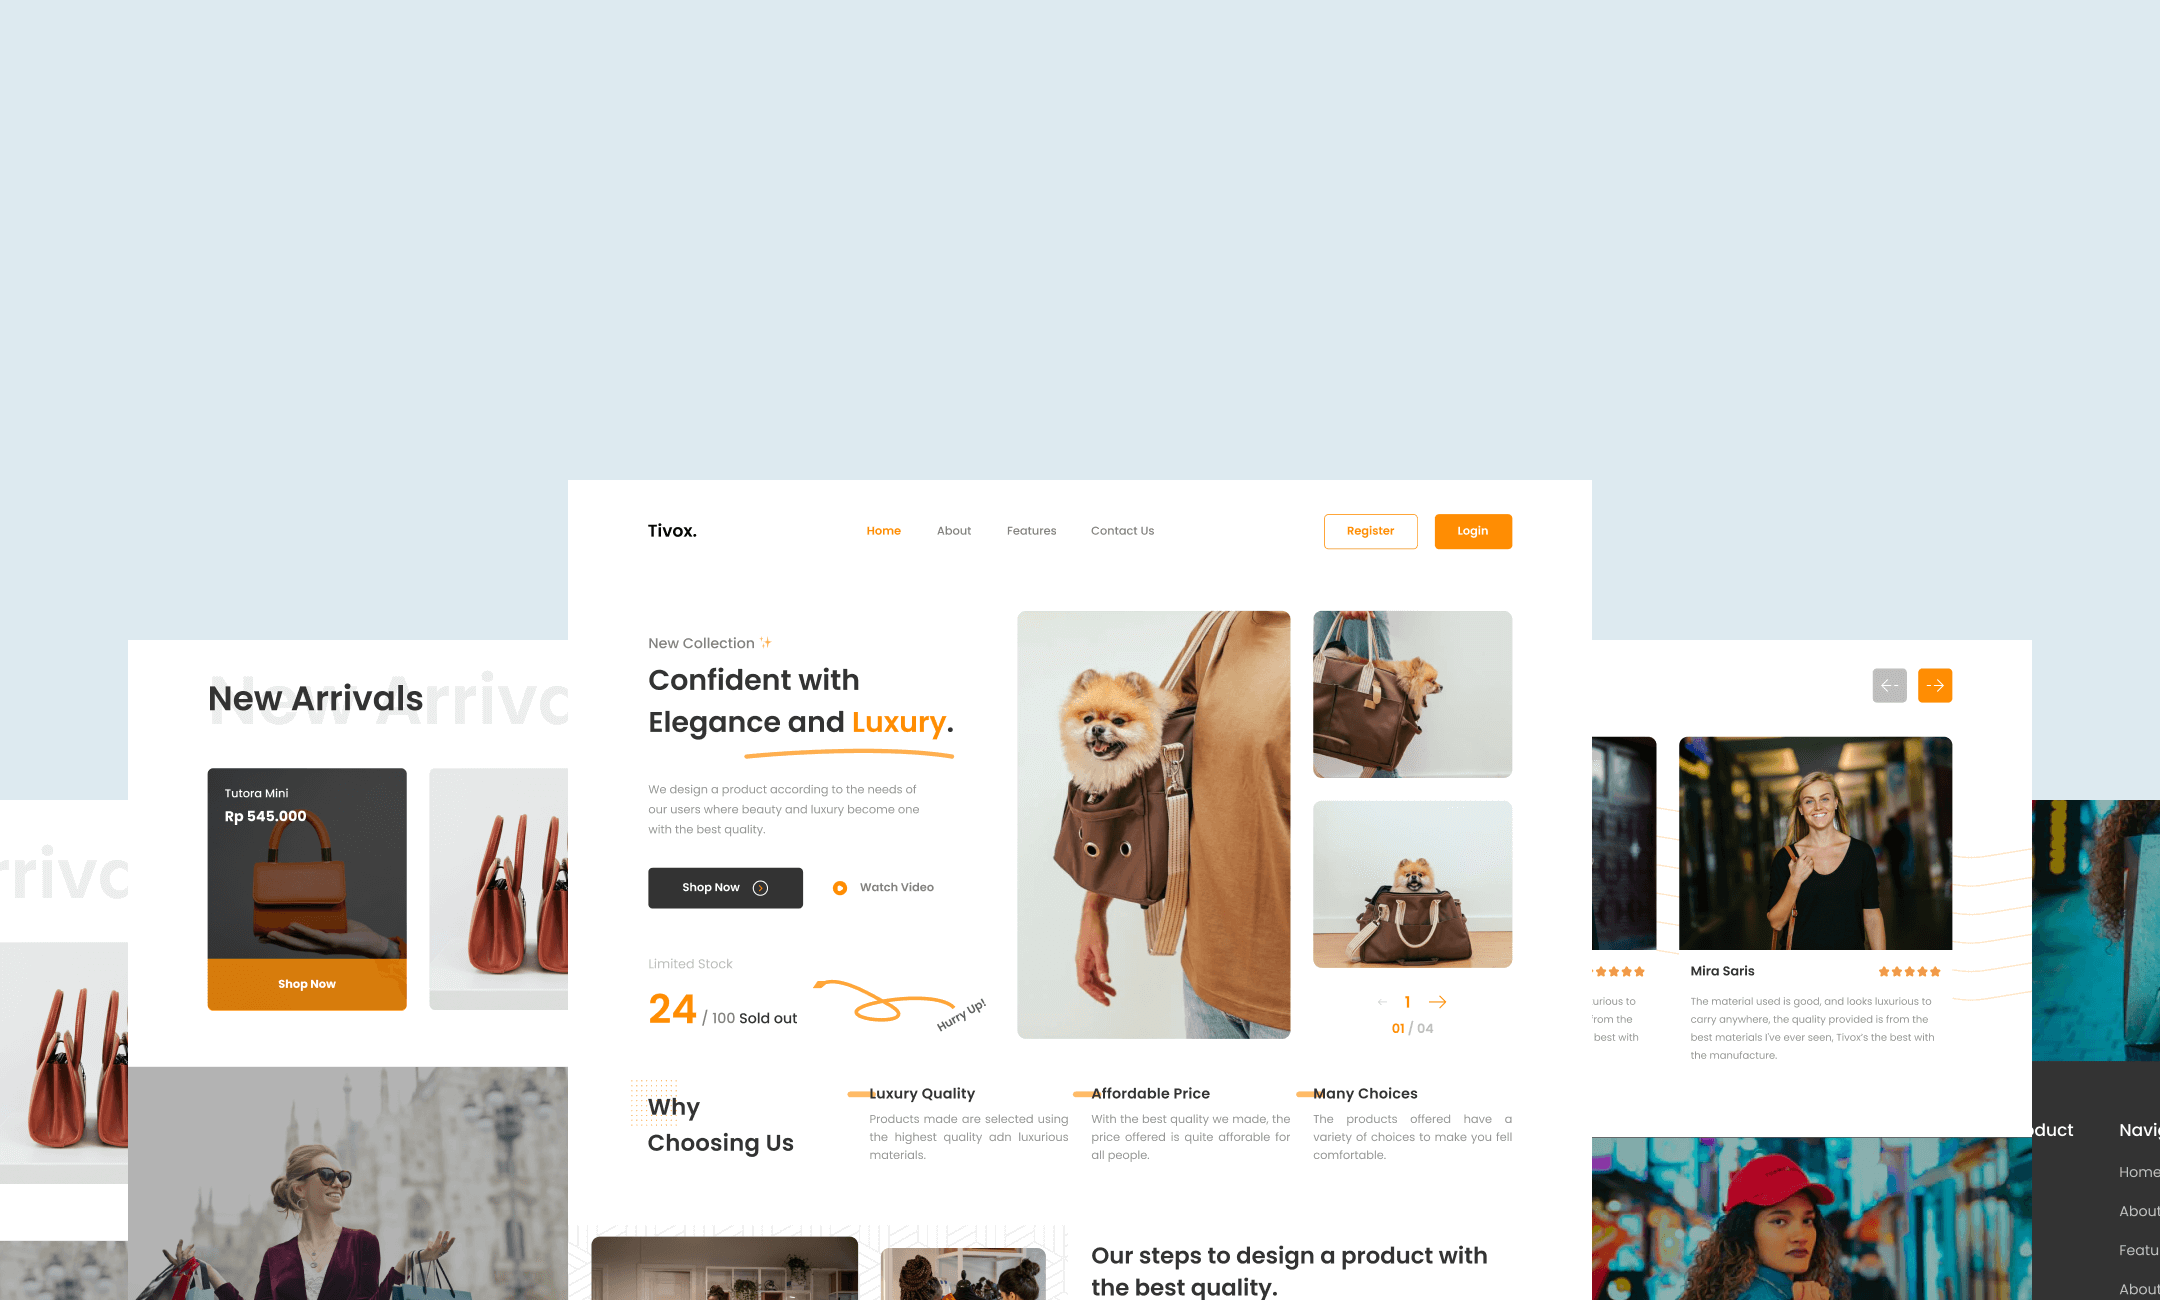 Tivox.
Home
About
Features
Contact Us
Register
Login
New Collection
Confident with
Elegance and Luxury.
We design a product according to the needs of
our users where beauty and luxury become one
with the best quality.
Shop Now
Watch Video
Limited Stock
24 / 100 Sold out
Hurry Up!
1
01 / 04
Why
Choosing Us
Luxury Quality
Products made are selected using
the highest quality adn luxurious
materials.
Affordable Price
With the best quality we made, the
price offered is quite afforable for
all people.
Many Choices
The products offered have a
variety of choices to make you fell
comfortable.
Our steps to design a product with
the best quality.
New Arriva
New Arrivals
Tutora Mini
Rp 545.000
Shop Now
rriva
urious to
from the
best with
Mira Saris
The material used is good, and looks luxurious to
carry anywhere, the quality provided is from the
best materials I've ever seen, Tivox's the best with
the manufacture.
duct
Navi
Home
About
Featu
About